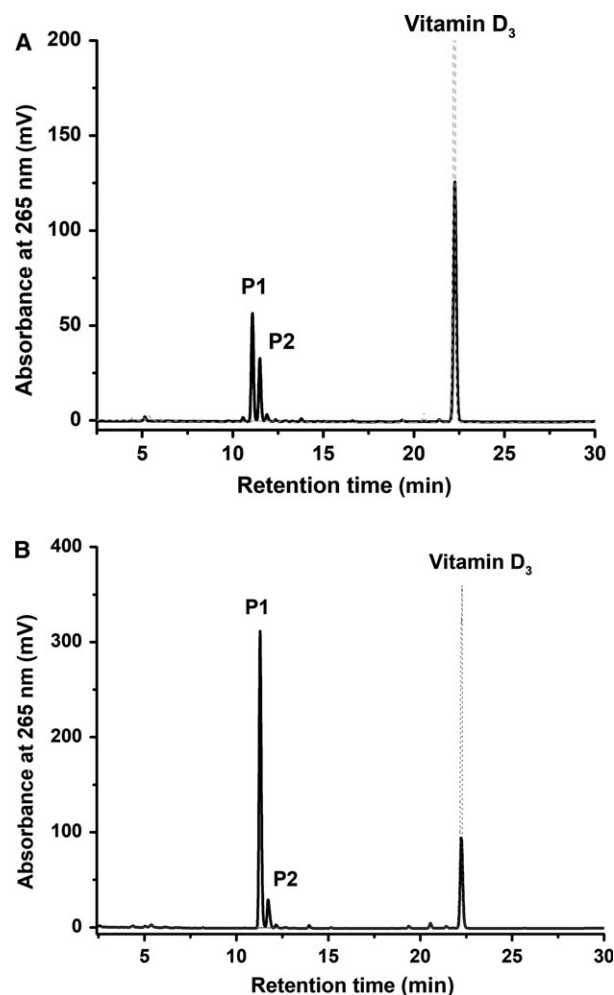 A
Vitamin D₃
Absorbance at 265 nm (mV)
200
150
100
50
0
P1
P2
5 10 15 20 25 30
Retention time (min)
B
Vitamin D₃
Absorbance at 265 nm (mV)
400
300
200
100
0
P1
P2
5 10 15 20 25 30
Retention time (min)